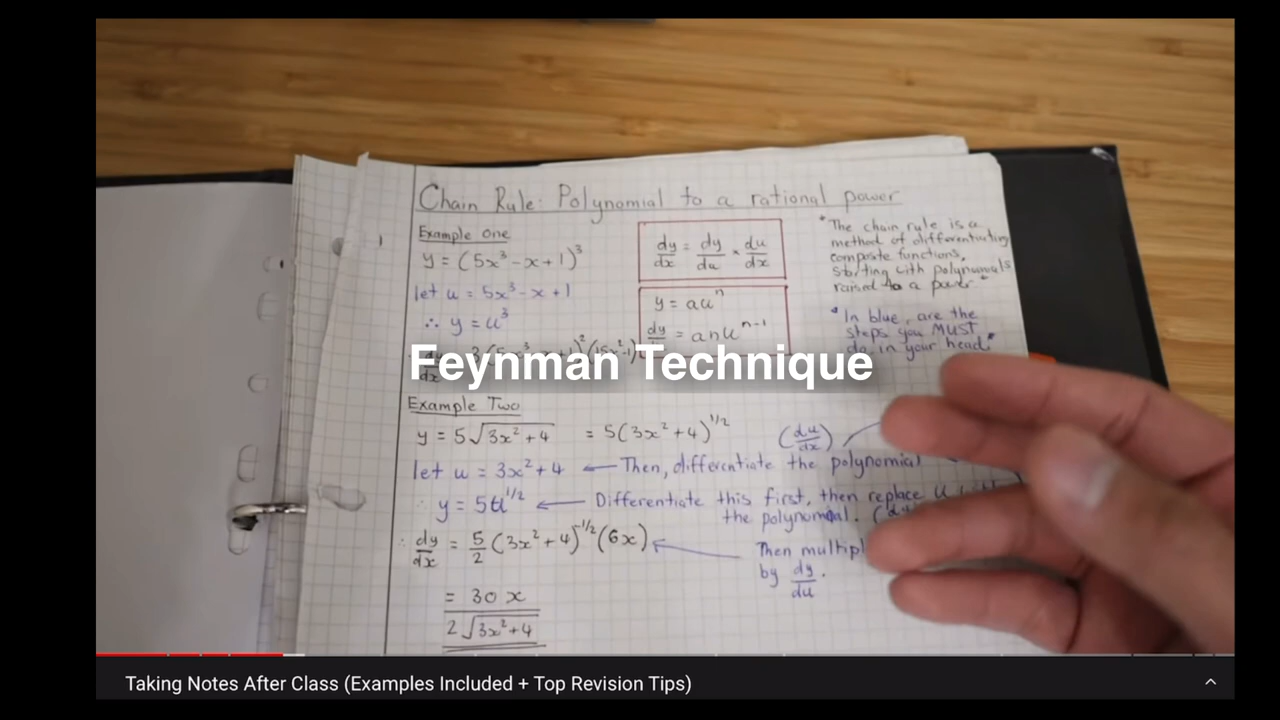 Chain Rule: Polynomial to a rational power
Example One
y = (5x³ - x + 1)³
let u = 5x³ - x + 1
∴ y = u³
dy/dx
dy/dx = dy/du × du/dx
y = auⁿ
dy/ = anuⁿ⁻¹
*The chain rule is a
method of differentiating
composite functions,
starting with polynomials
raised to a power*
*In blue, are the
steps you MUST
do in your head*
Feynman Technique
Example Two
y = 5√(3x² + 4) = 5(3x² + 4)^1/2
(du/dx)
let u = 3x² + 4 ← Then, differentiate the polynomial
∴ y = 5u^1/2 ← Differentiate this first, then replace u
the polynomial.
∴ dy/dx = 5/2 (3x² + 4)^-1/2 (6x)
Then multipl
by dy/du.
= 30x
2√(3x² + 4)
Taking Notes After Class (Examples Included + Top Revision Tips)